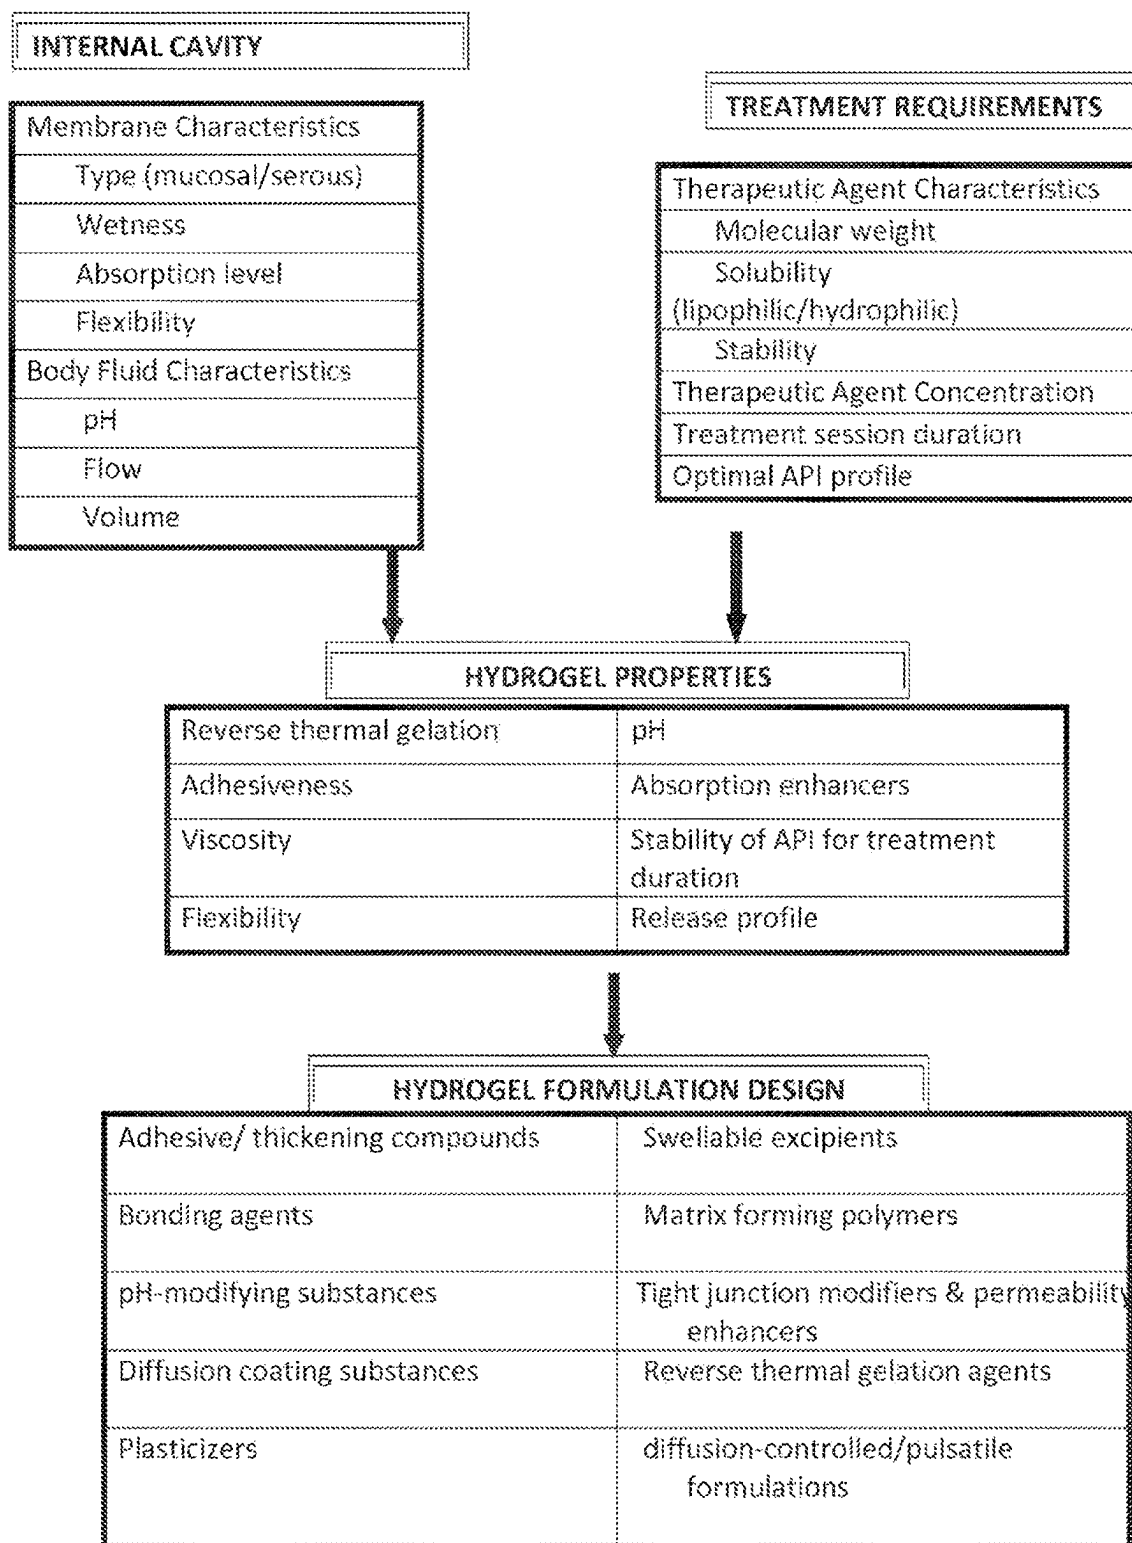 INTERNAL CAVITY
Membrane Characteristics
Type (mucosal/serous)
Wetness
Absorption level
Flexibility
Body Fluid Characteristics
pH
Flow
Volume
TREATMENT REQUIREMENTS
Therapeutic Agent Characteristics
Molecular weight
Solubility
(lipophilic/hydrophilic)
Stability
Therapeutic Agent Concentration
Treatment session duration
Optimal API profile
HYDROGEL PROPERTIES
Reverse thermal gelation
pH
Adhesiveness
Absorption enhancers
Viscosity
Stability of API for treatment
duration
Flexibility
Release profile
HYDROGEL FORMULATION DESIGN
Adhesive/ thickening compounds
Swellable excipients
Bonding agents
Matrix forming polymers
pH-modifying substances
Tight junction modifiers & permeability
enhancers
Diffusion coating substances
Reverse thermal gelation agents
Plasticizers
diffusion-controlled/pulsatile
formulations